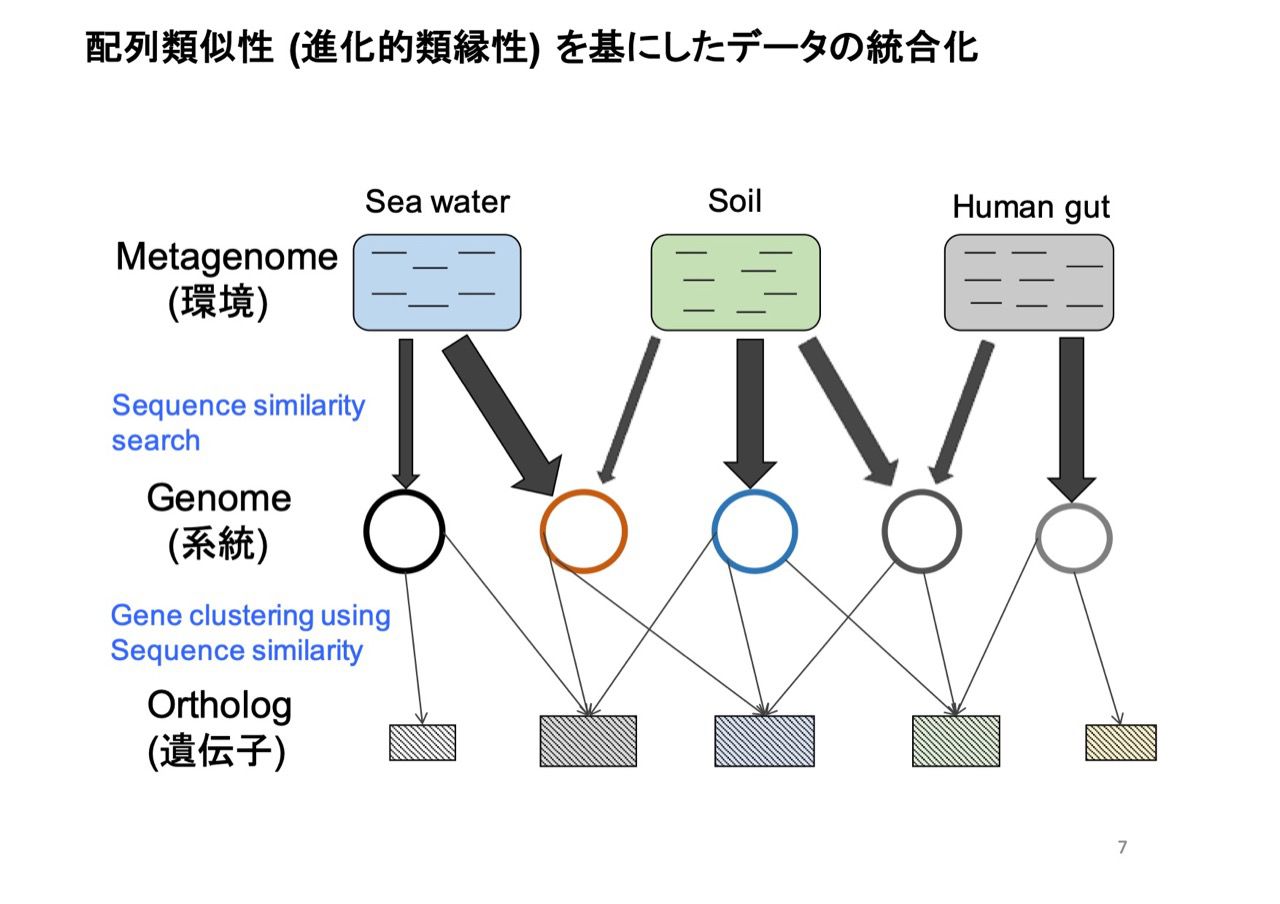 配列類似性 (進化的類縁性) を基にしたデータの統合化
Sea water
Soil
Human gut
Metagenome
(環境)
Sequence similarity
search
Genome
(系統)
Gene clustering using
Sequence similarity
Ortholog
(遺伝子)
7